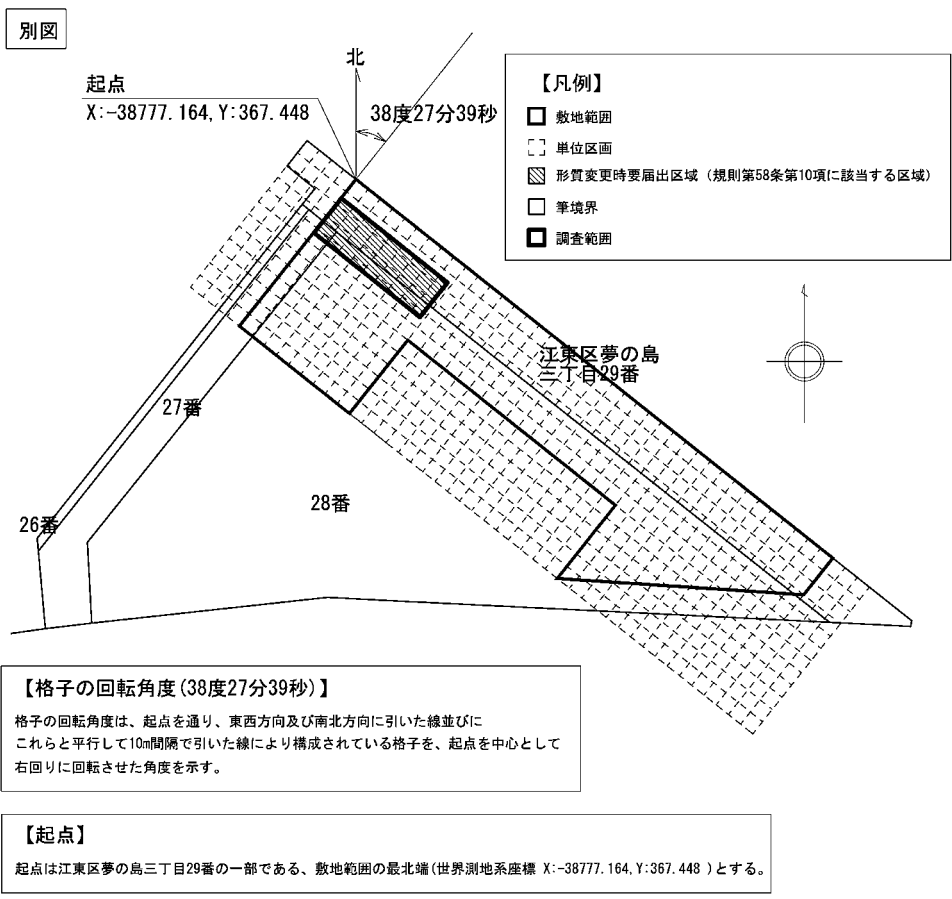 別図
北
起点
X:-38777.164,Y:367.448
38度27分39秒
【凡例】
敷地範囲
単位区画
形質変更時要届出区域（規則第58条第10項に該当する区域）
筆境界
調査範囲
江東区夢の島
三丁目29番
27番
28番
26番
【格子の回転角度(38度27分39秒)】
格子の回転角度は、起点を通り、東西方向及び南北方向に引いた線並びに
これらと平行して10m間隔で引いた線により構成されている格子を、起点を中心として
右回りに回転させた角度を示す。
【起点】
起点は江東区夢の島三丁目29番の一部である、敷地範囲の最北端(世界測地系座標 X:-38777.164,Y:367.448 )とする。